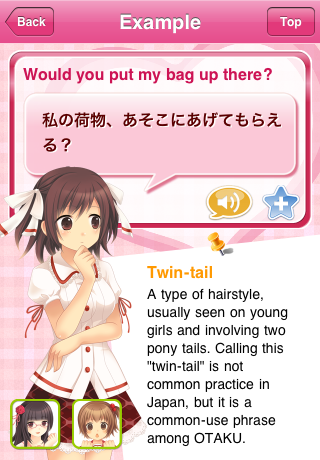 Back
Example
Top
Would you put my bag up there?
私の荷物、あそこにあげてもらえ
る？
Twin-tail
A type of hairstyle,
usually seen on young
girls and involving two
pony tails. Calling this
"twin-tail" is not
common practice in
Japan, but it is a
common-use phrase
among OTAKU.